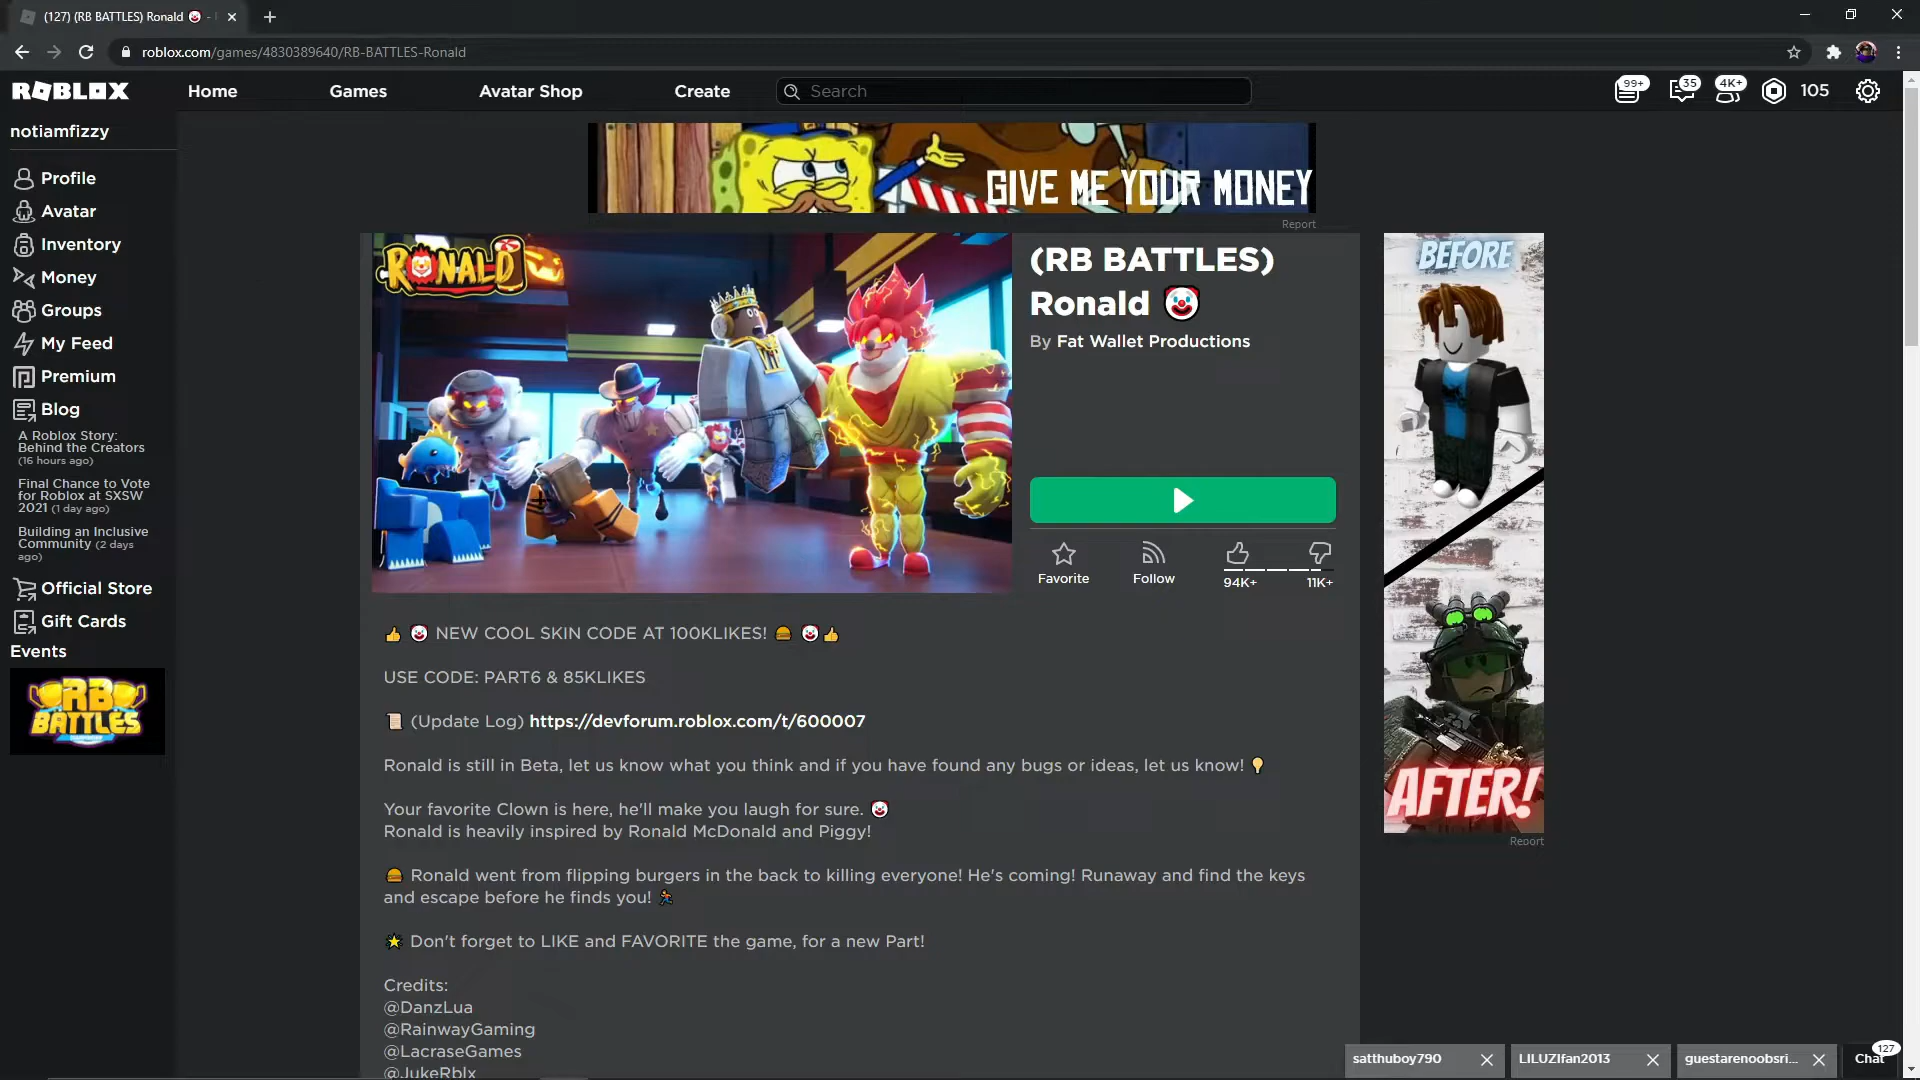 (127) (RB BATTLES) Ronald 🤡 -
roblox.com/games/4830389640/RB-BATTLES-Ronald
ROBLOX
Home
Games
Avatar Shop
Create
Search
99+
35
4K+
105
notiamfizzy
Profile
Avatar
Inventory
Money
Groups
My Feed
Premium
Blog
A Roblox Story:
Behind the Creators
(16 hours ago)
Final Chance to Vote
for Roblox at SXSW
2021 (1 day ago)
Building an Inclusive
Community (2 days
ago)
Official Store
Gift Cards
Events
RB
BATTLES
GIVE ME YOUR MONEY
Report
RONALD
(RB BATTLES)
Ronald 🤡
By Fat Wallet Productions
Favorite
Follow
94K+
11K+
👍 🤡 NEW COOL SKIN CODE AT 100KLIKES! 🍔 🤡👍
USE CODE: PART6 & 85KLIKES
📜 (Update Log) https://devforum.roblox.com/t/600007
Ronald is still in Beta, let us know what you think and if you have found any bugs or ideas, let us know! 💡
Your favorite Clown is here, he'll make you laugh for sure. 🤡
Ronald is heavily inspired by Ronald McDonald and Piggy!
🍔 Ronald went from flipping burgers in the back to killing everyone! He's coming! Runaway and find the keys
and escape before he finds you! 🏃
🌟 Don't forget to LIKE and FAVORITE the game, for a new Part!
Credits:
@DanzLua
@RainwayGaming
@LacraseGames
@JukeRblx
BEFORE
AFTER!
Report
satthuboy790
LILUZIfan2013
guestarenoobsri...
Chat
127